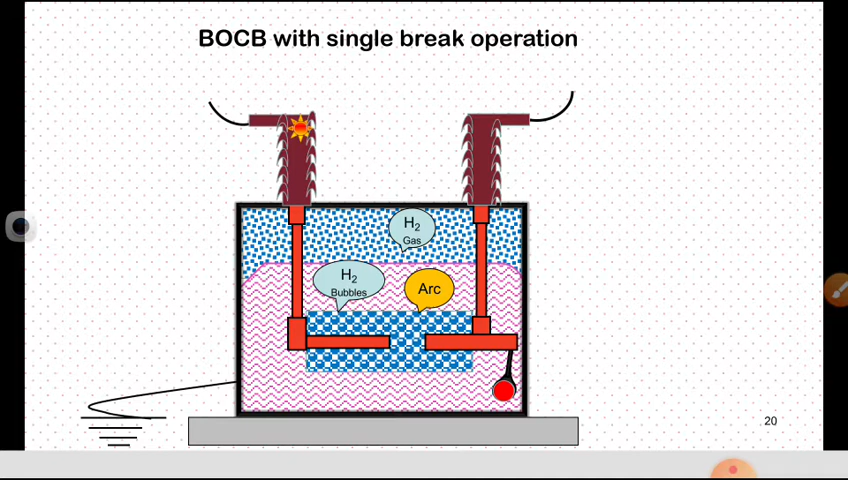 BOCB with single break operation
H₂
Gas
H₂
Bubbles
Arc
20